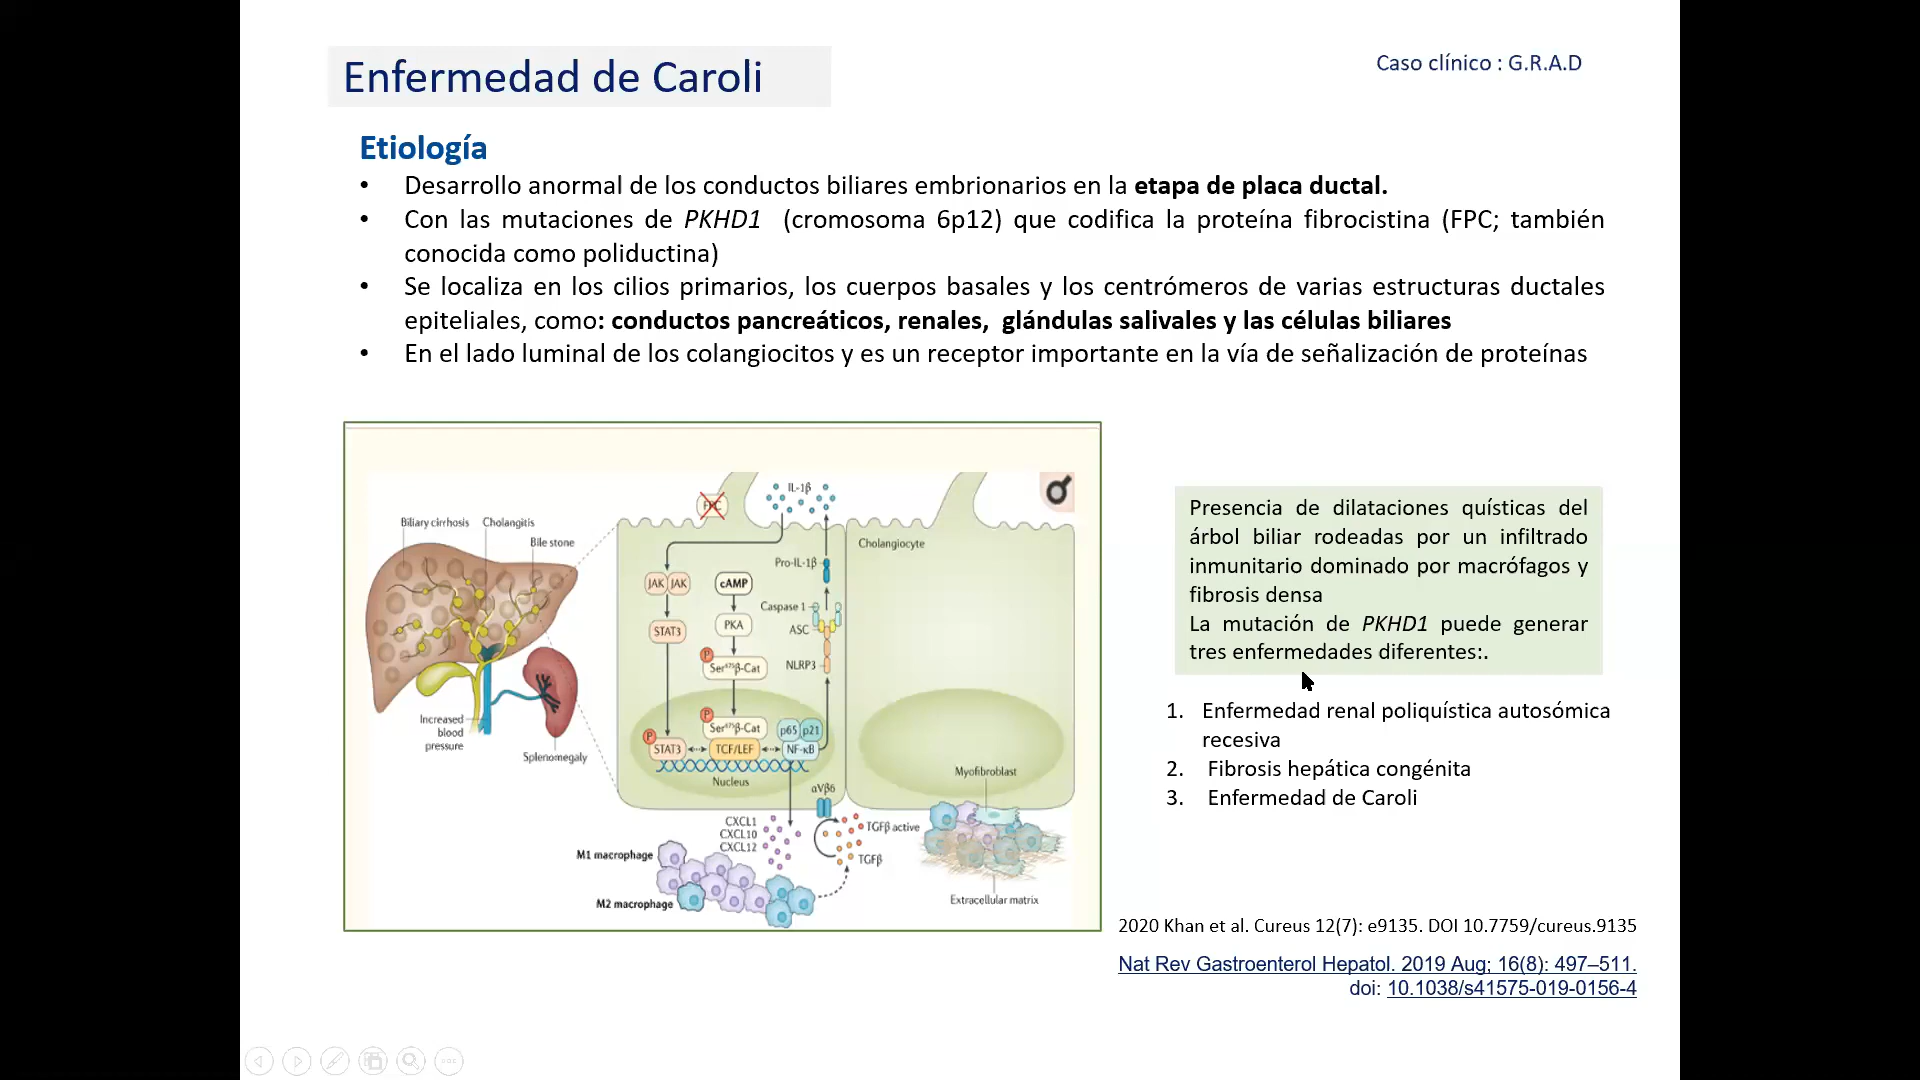 Enfermedad de Caroli
Caso clínico : G.R.A.D
Etiología
• Desarrollo anormal de los conductos biliares embrionarios en la etapa de placa ductal.
• Con las mutaciones de PKHD1 (cromosoma 6p12) que codifica la proteína fibrocistina (FPC; también
conocida como poliductina)
• Se localiza en los cilios primarios, los cuerpos basales y los centrómeros de varias estructuras ductales
epiteliales, como: conductos pancreáticos, renales, glándulas salivales y las células biliares
• En el lado luminal de los colangiocitos y es un receptor importante en la vía de señalización de proteínas
Biliary cirrhosis
Cholangitis
Bile stone
Increased
blood
pressure
Splenomegaly
FPC
IL-1β
Cholangiocyte
Pro-IL-1β
JAK JAK
cAMP
Caspase 1
ASC
STAT3
PKA
NLRP3
P
Ser⁶⁷⁵β-Cat
P
Ser⁶⁷⁵β-Cat
p65 p21
P
STAT3
TCF/LEF
NF-κB
Nucleus
αVβ6
Myofibroblast
CXCL1
CXCL10
CXCL12
TGFβ active
TGFβ
M1 macrophage
M2 macrophage
Extracellular matrix
Presencia de dilataciones quísticas del
árbol biliar rodeadas por un infiltrado
inmunitario dominado por macrófagos y
fibrosis densa
La mutación de PKHD1 puede generar
tres enfermedades diferentes:.
1. Enfermedad renal poliquística autosómica
recesiva
2. Fibrosis hepática congénita
3. Enfermedad de Caroli
2020 Khan et al. Cureus 12(7): e9135. DOI 10.7759/cureus.9135
Nat Rev Gastroenterol Hepatol. 2019 Aug; 16(8): 497–511.
doi: 10.1038/s41575-019-0156-4